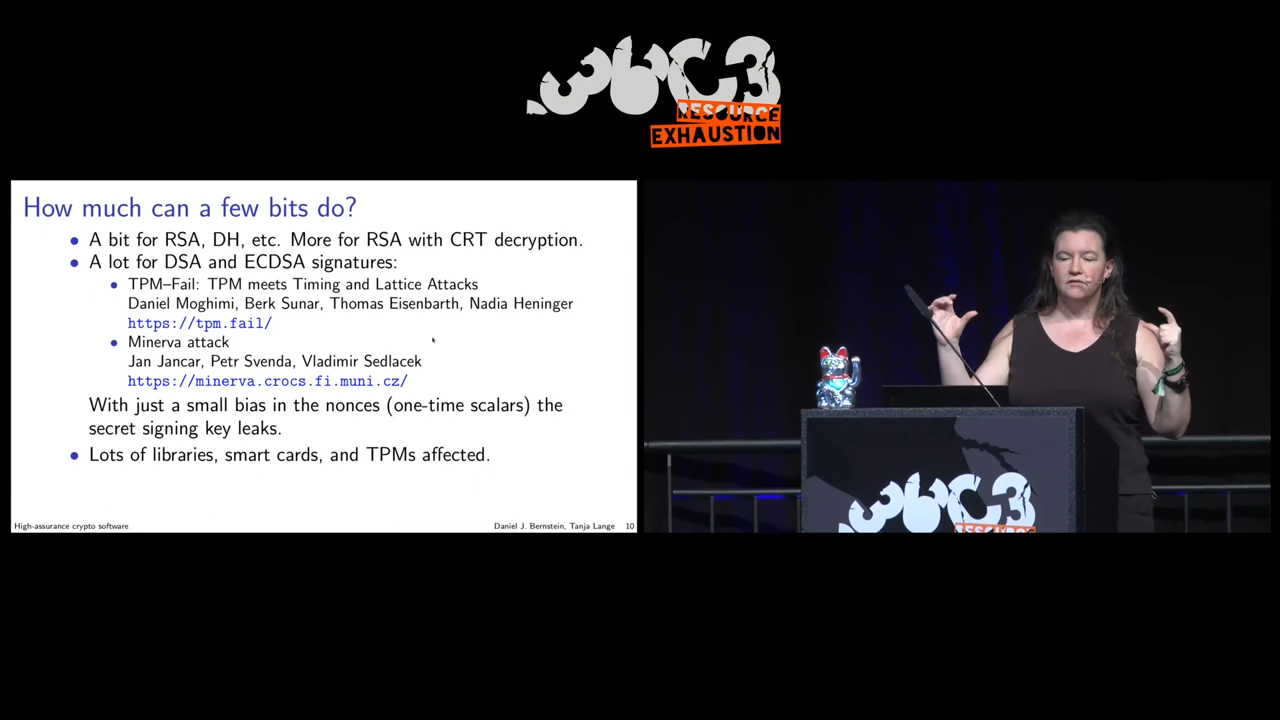 36C3
RESOURCE
EXHAUSTION
How much can a few bits do?
• A bit for RSA, DH, etc. More for RSA with CRT decryption.
• A lot for DSA and ECDSA signatures:
• TPM–Fail: TPM meets Timing and Lattice Attacks
Daniel Moghimi, Berk Sunar, Thomas Eisenbarth, Nadia Heninger
https://tpm.fail/
• Minerva attack
Jan Jancar, Petr Svenda, Vladimir Sedlacek
https://minerva.crocs.fi.muni.cz/
With just a small bias in the nonces (one-time scalars) the
secret signing key leaks.
• Lots of libraries, smart cards, and TPMs affected.
High-assurance crypto software
Daniel J. Bernstein, Tanja Lange 10
36C3
RESOURCE